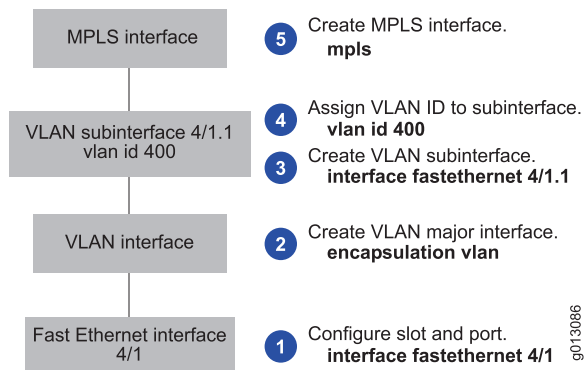 MPLS interface
5
Create MPLS interface.
mpls
VLAN subinterface 4/1.1
vlan id 400
4
Assign VLAN ID to subinterface.
vlan id 400
3
Create VLAN subinterface.
interface fastethernet 4/1.1
VLAN interface
2
Create VLAN major interface.
encapsulation vlan
Fast Ethernet interface
4/1
1
Configure slot and port.
interface fastethernet 4/1
g013086